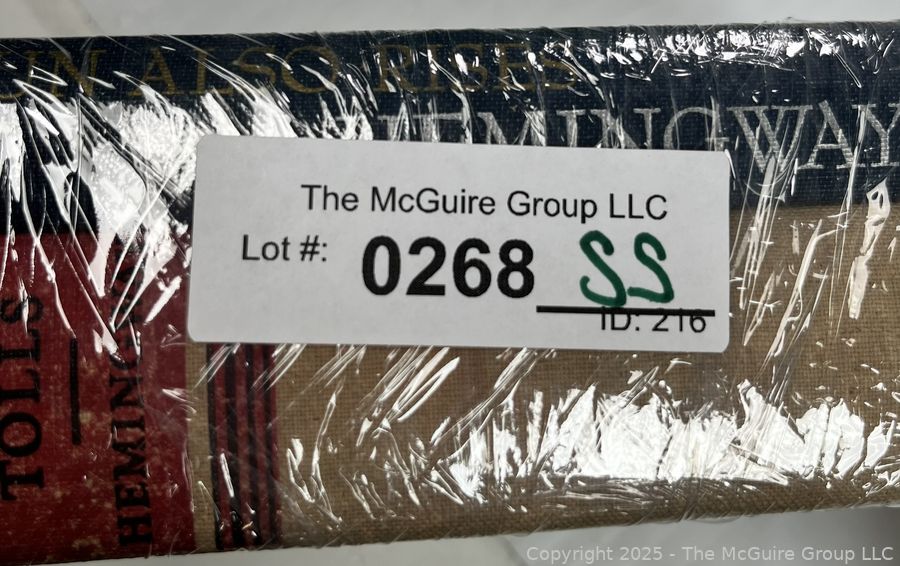 UN ALSO RISES
HEMINGWAY
The McGuire Group LLC
Lot #: 0268 SS
ID: 216
TOLLS
HEMINGWAY
Copyright 2025 - The McGuire Group LLC